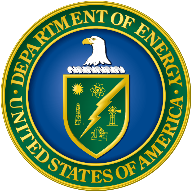 ·DEPARTMENT OF ENERGY·
UNITED STATES OF AMERICA